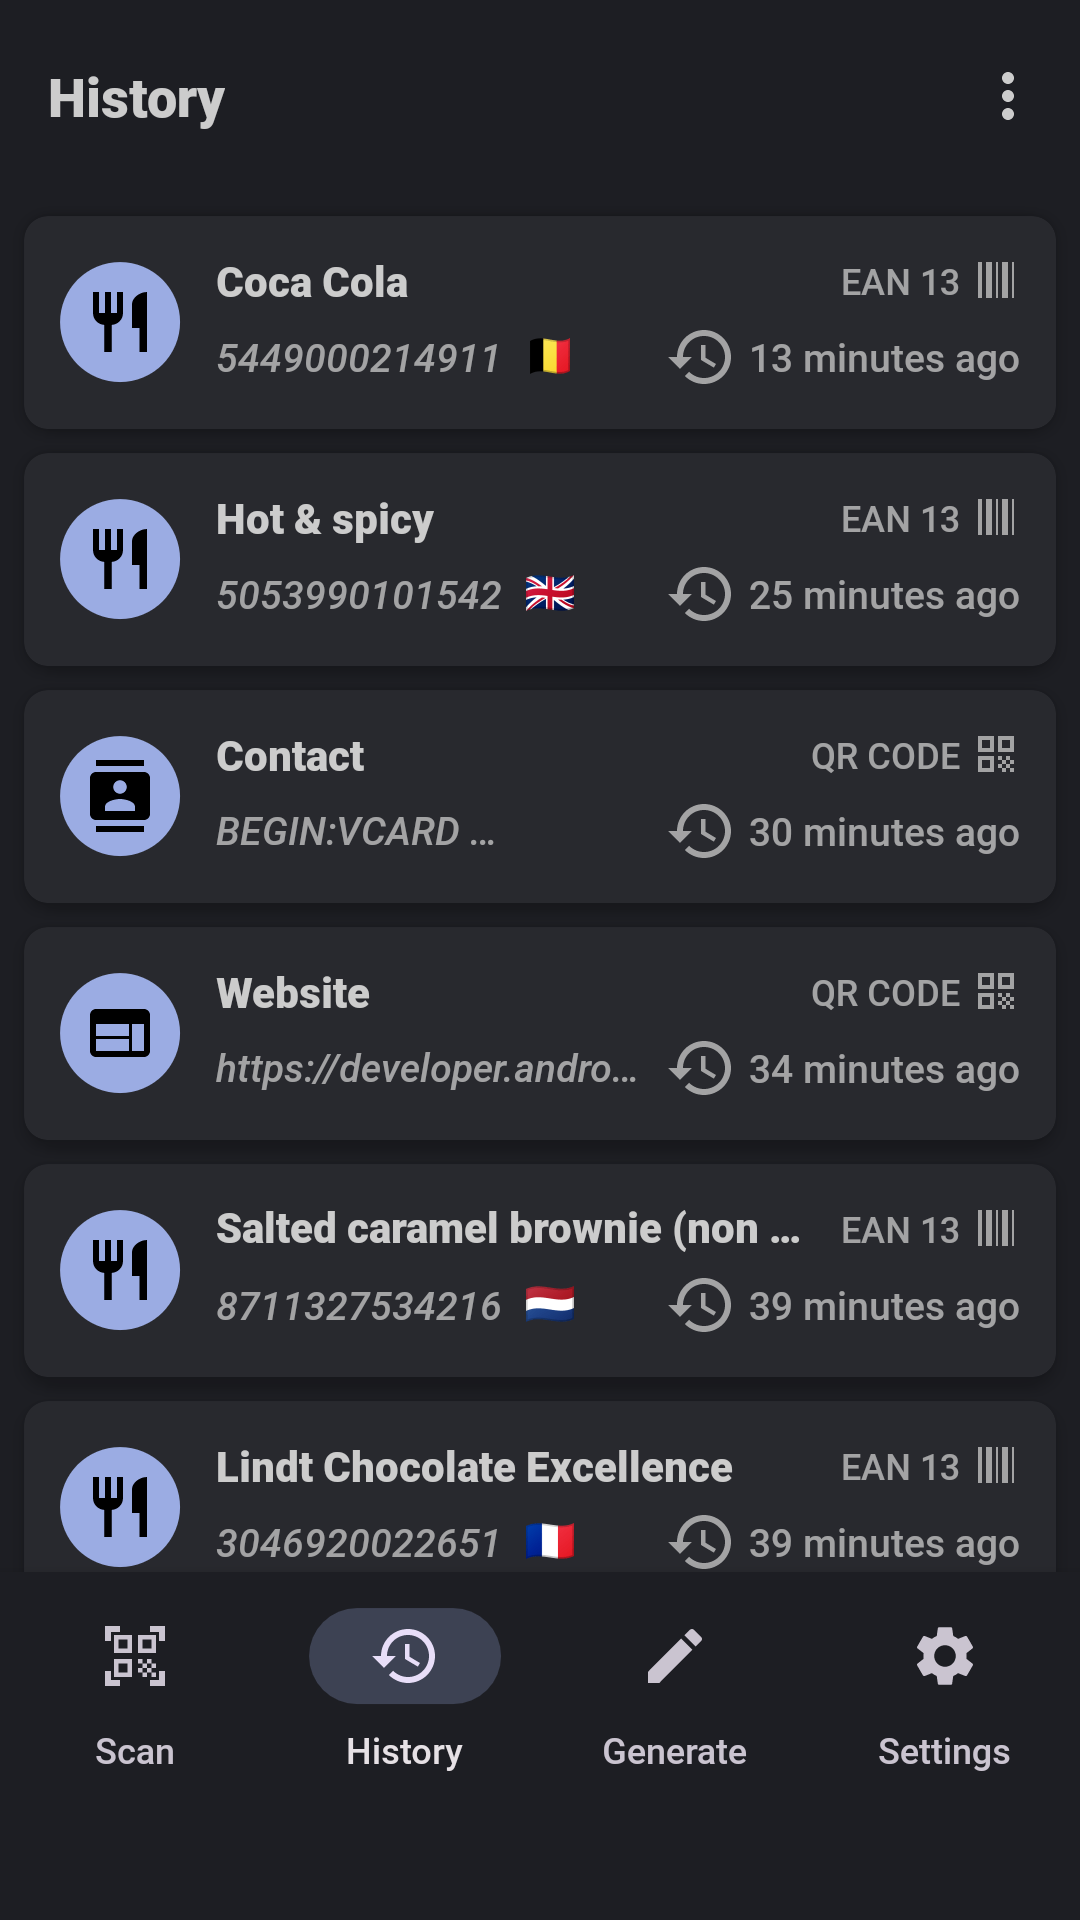 History
Coca Cola
EAN 13
5449000214911
13 minutes ago
Hot & spicy
EAN 13
5053990101542
25 minutes ago
Contact
QR CODE
BEGIN:VCARD ...
30 minutes ago
Website
QR CODE
https://developer.andro...
34 minutes ago
Salted caramel brownie (non ...
EAN 13
8711327534216
39 minutes ago
Lindt Chocolate Excellence
EAN 13
3046920022651
39 minutes ago
Scan
History
Generate
Settings